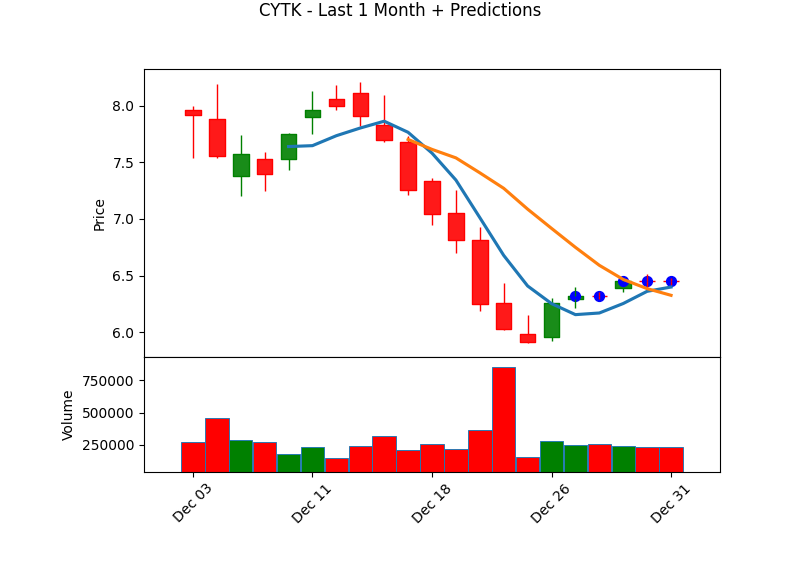 CYTK - Last 1 Month + Predictions
8.0
7.5
7.0
6.5
6.0
Price
750000
500000
250000
Volume
Dec 03
Dec 11
Dec 18
Dec 26
Dec 31